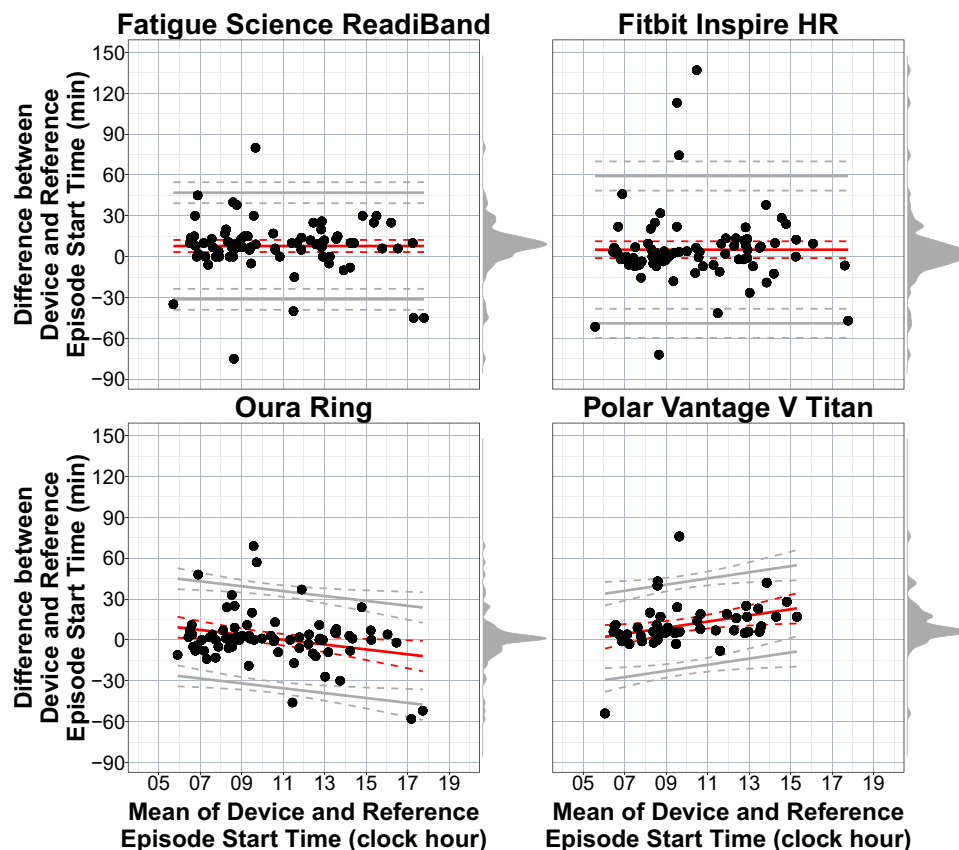 Fatigue Science ReadiBand
Fitbit Inspire HR
Difference between
Device and Reference
Episode Start Time (min)
150
120
90
60
30
0
−30
−60
−90
Oura Ring
Polar Vantage V Titan
Difference between
Device and Reference
Episode Start Time (min)
150
120
90
60
30
0
−30
−60
−90
05 07 09 11 13 15 17 19
05 07 09 11 13 15 17 19
Mean of Device and Reference
Episode Start Time (clock hour)
Mean of Device and Reference
Episode Start Time (clock hour)